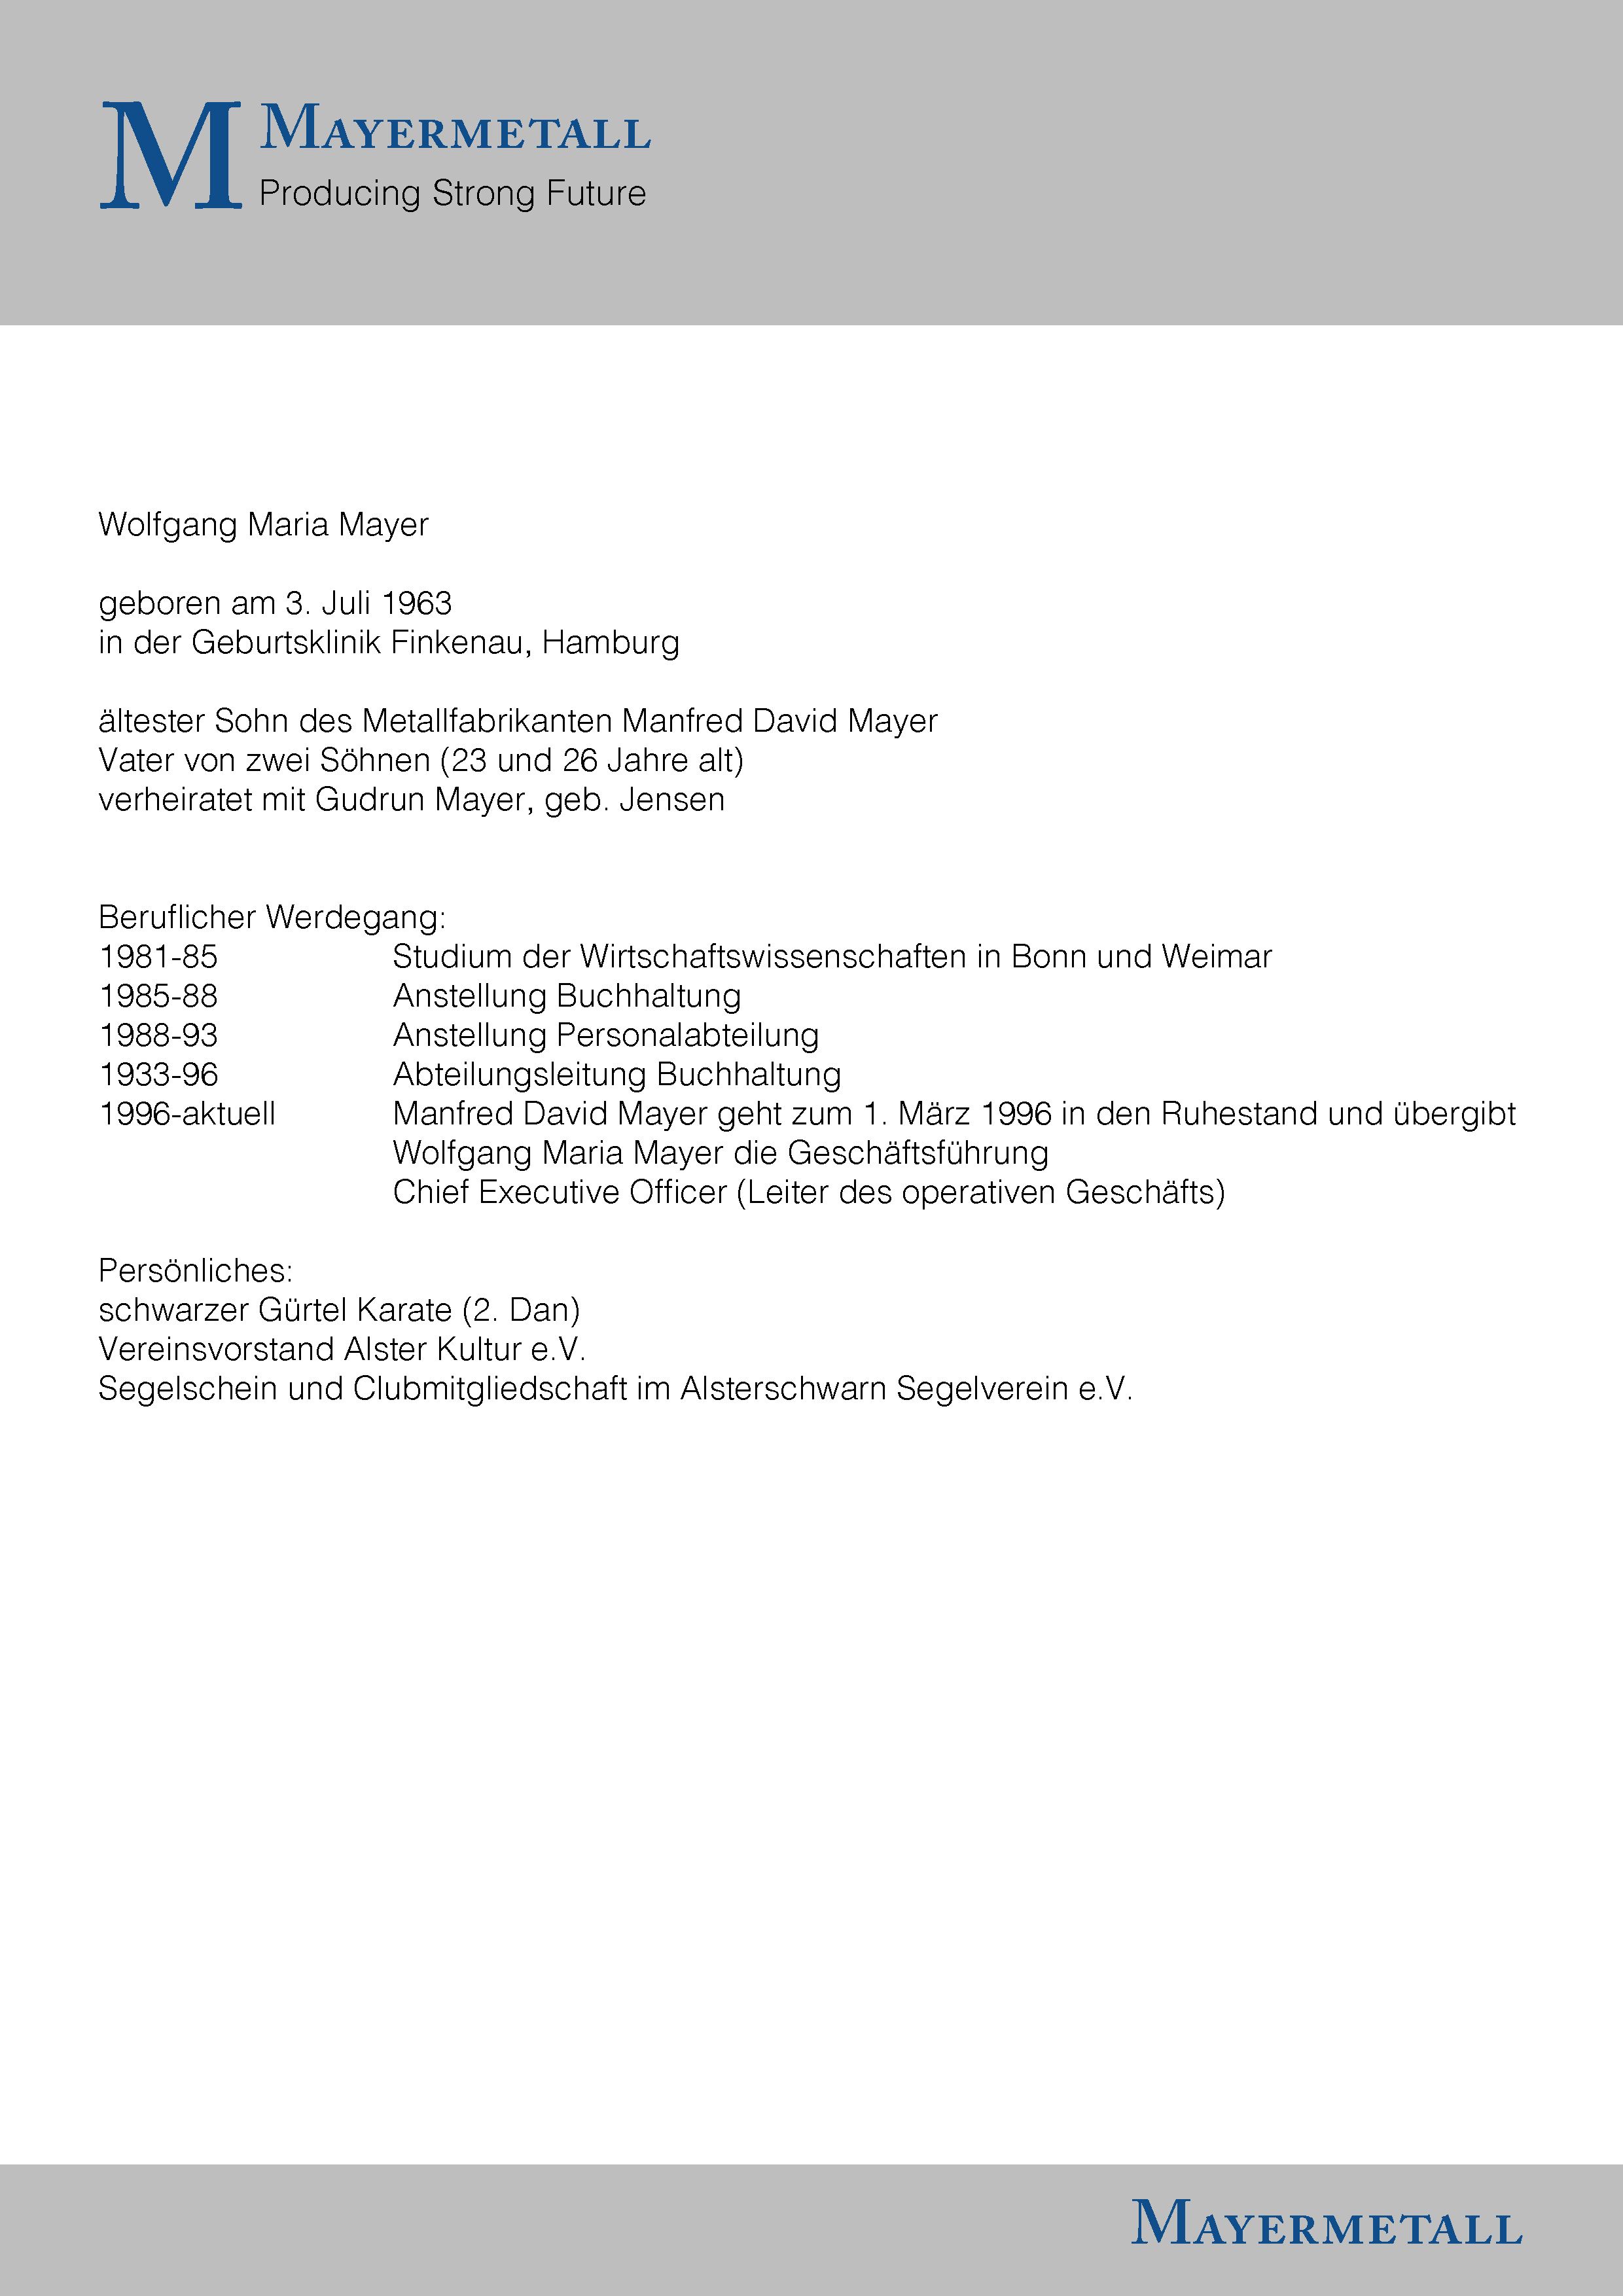 M
MAYERMETALL
Producing Strong Future
Wolfgang Maria Mayer
geboren am 3. Juli 1963
in der Geburtsklinik Finkenau, Hamburg
ältester Sohn des Metallfabrikanten Manfred David Mayer
Vater von zwei Söhnen (23 und 26 Jahre alt)
verheiratet mit Gudrun Mayer, geb. Jensen
Beruflicher Werdegang:
1981-85 Studium der Wirtschaftswissenschaften in Bonn und Weimar
1985-88 Anstellung Buchhaltung
1988-93 Anstellung Personalabteilung
1933-96 Abteilungsleitung Buchhaltung
1996-aktuell Manfred David Mayer geht zum 1. März 1996 in den Ruhestand und übergibt
Wolfgang Maria Mayer die Geschäftsführung
Chief Executive Officer (Leiter des operativen Geschäfts)
Persönliches:
schwarzer Gürtel Karate (2. Dan)
Vereinsvorstand Alster Kultur e.V.
Segelschein und Clubmitgliedschaft im Alsterschwarn Segelverein e.V.
MAYERMETALL